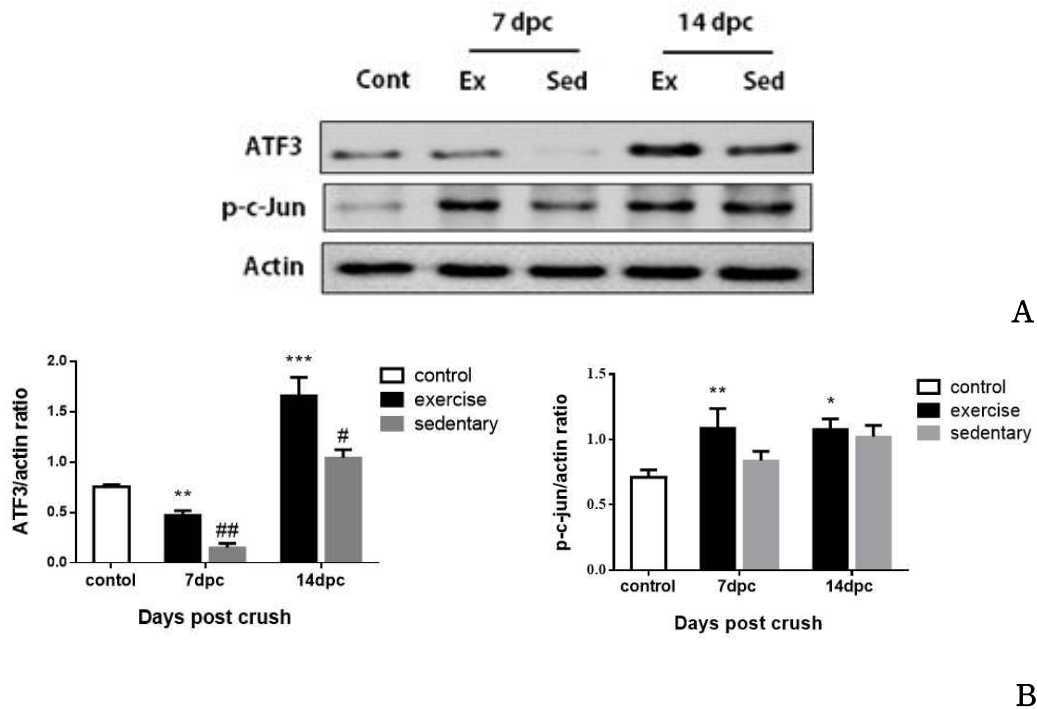 7 dpc 14 dpc
Cont Ex Sed Ex Sed
ATF3
p-c-Jun
Actin
A
ATF3/actin ratio
2.0
1.5
1.0
0.5
0.0
** ## *** #
contol 7dpc 14dpc
Days post crush
control
exercise
sedentary
p-c-jun/actin ratio
1.5
1.0
0.5
0.0
** *
control 7dpc 14dpc
Days post crush
control
exercise
sedentary
B